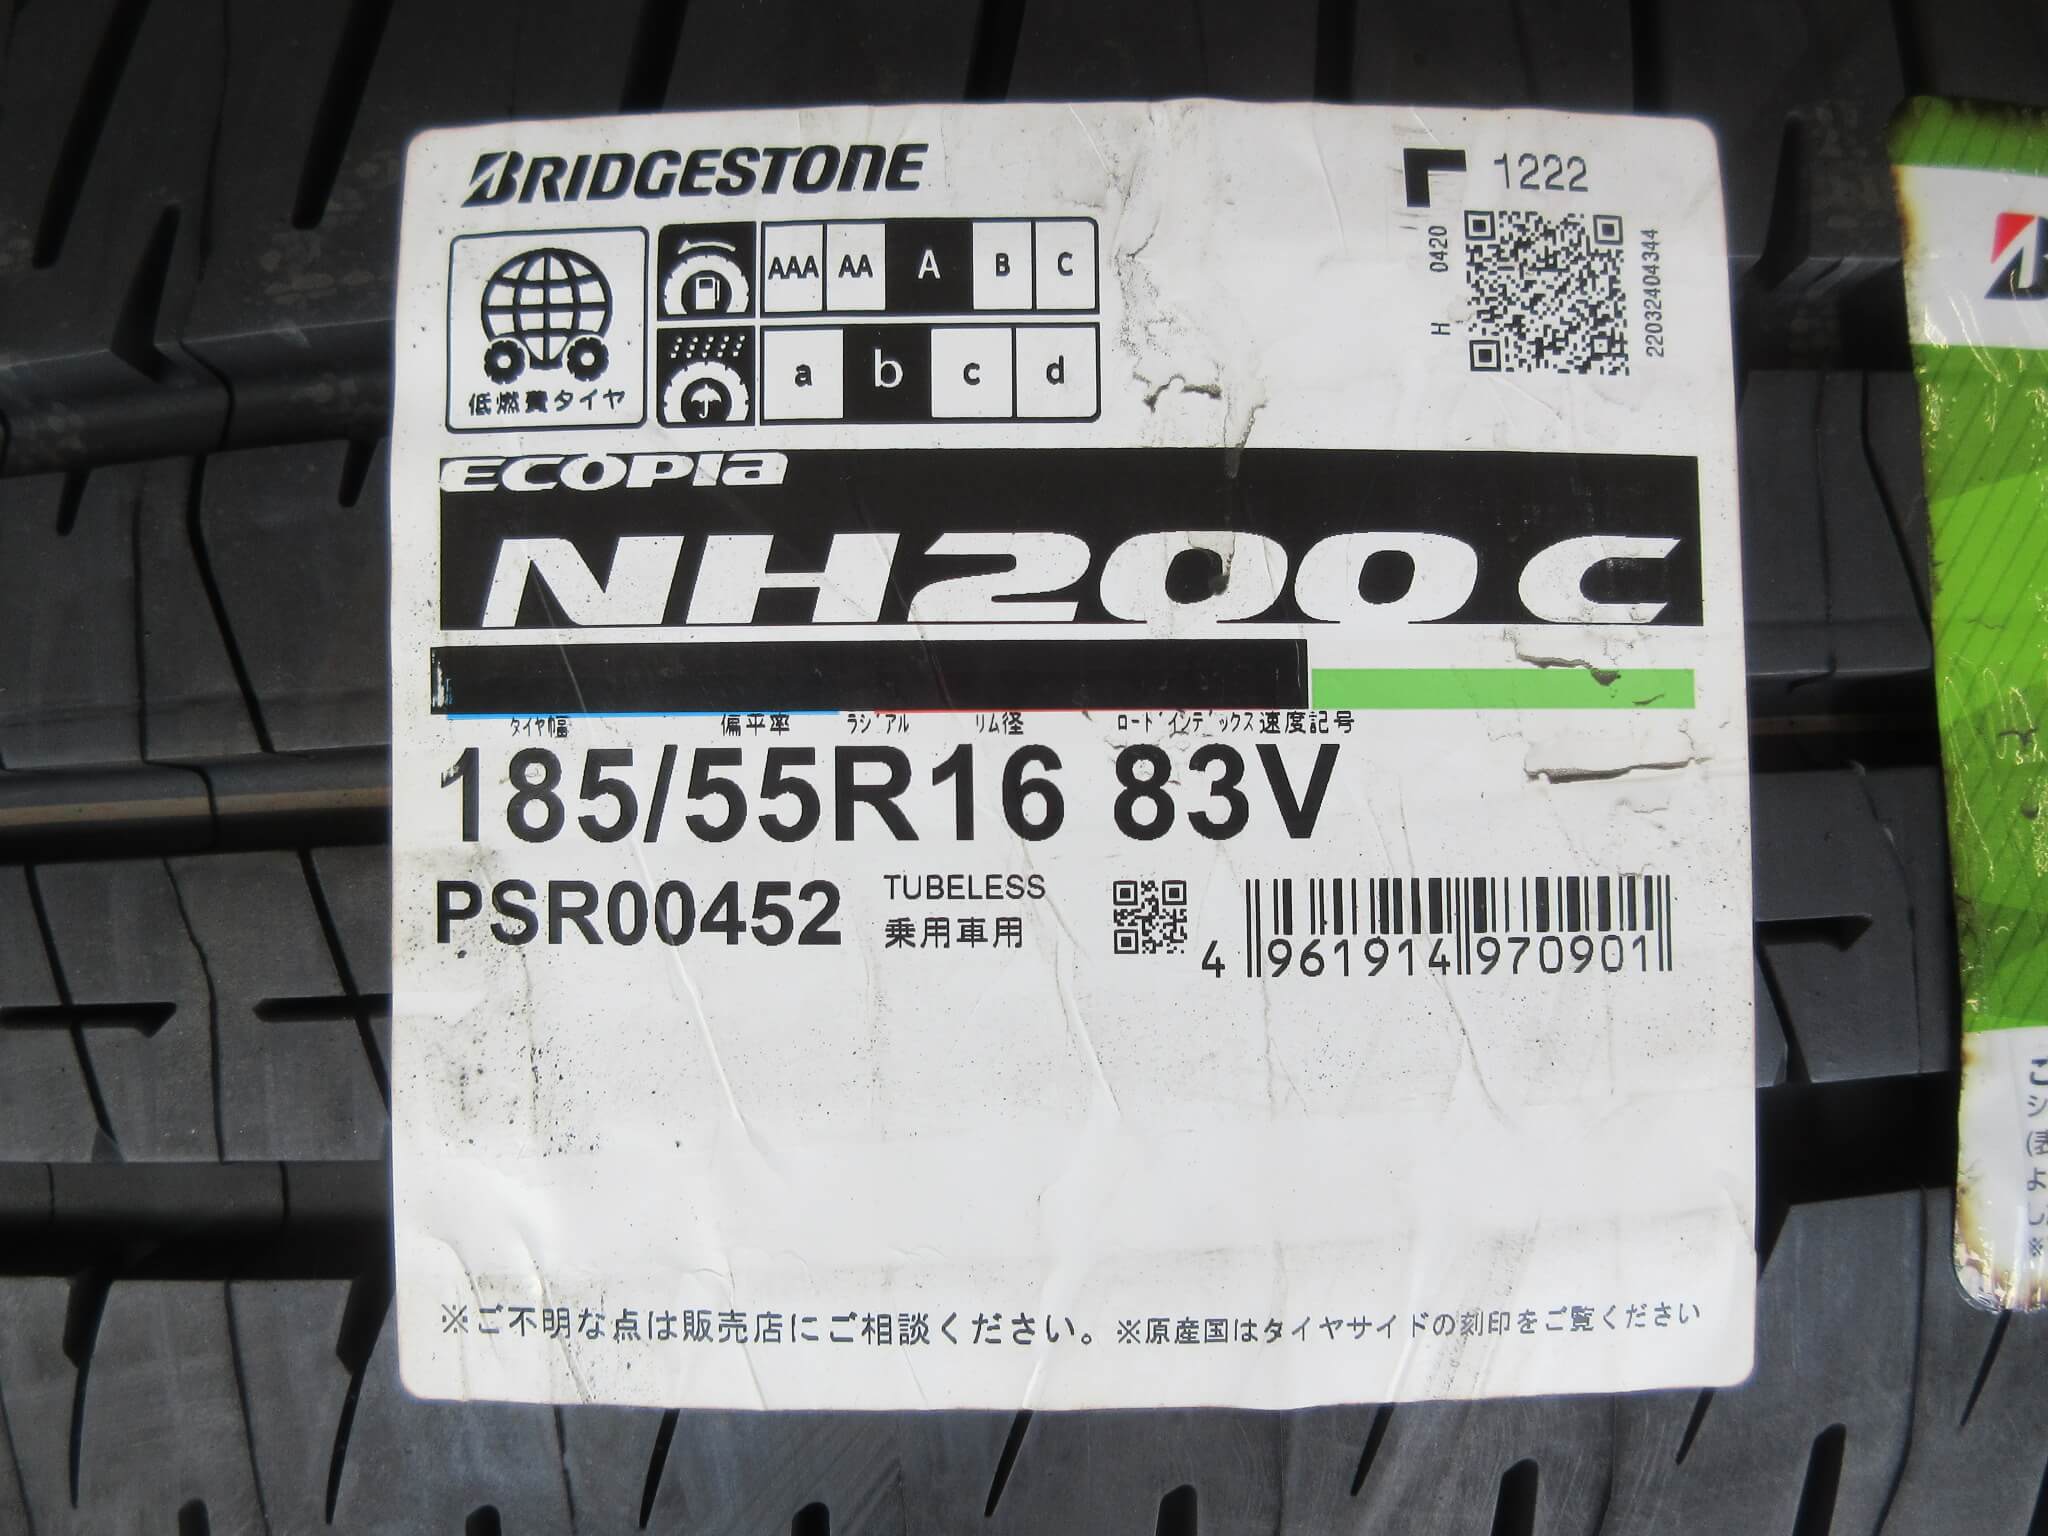 BRIDGESTONE
1222
H 0420
2203240​4344
低燃費タイヤ
AAA AA A B C
a b c d
ECOPIA
NH200 C
タイヤ幅 偏平率 ラジアル リム径 ロードインデックス 速度記号
185/55R16 83V
PSR00452
TUBELESS
乗用車用
4 961914 970901
※ご不明な点は販売店にご相談ください。※原産国はタイヤサイドの刻印をご覧ください